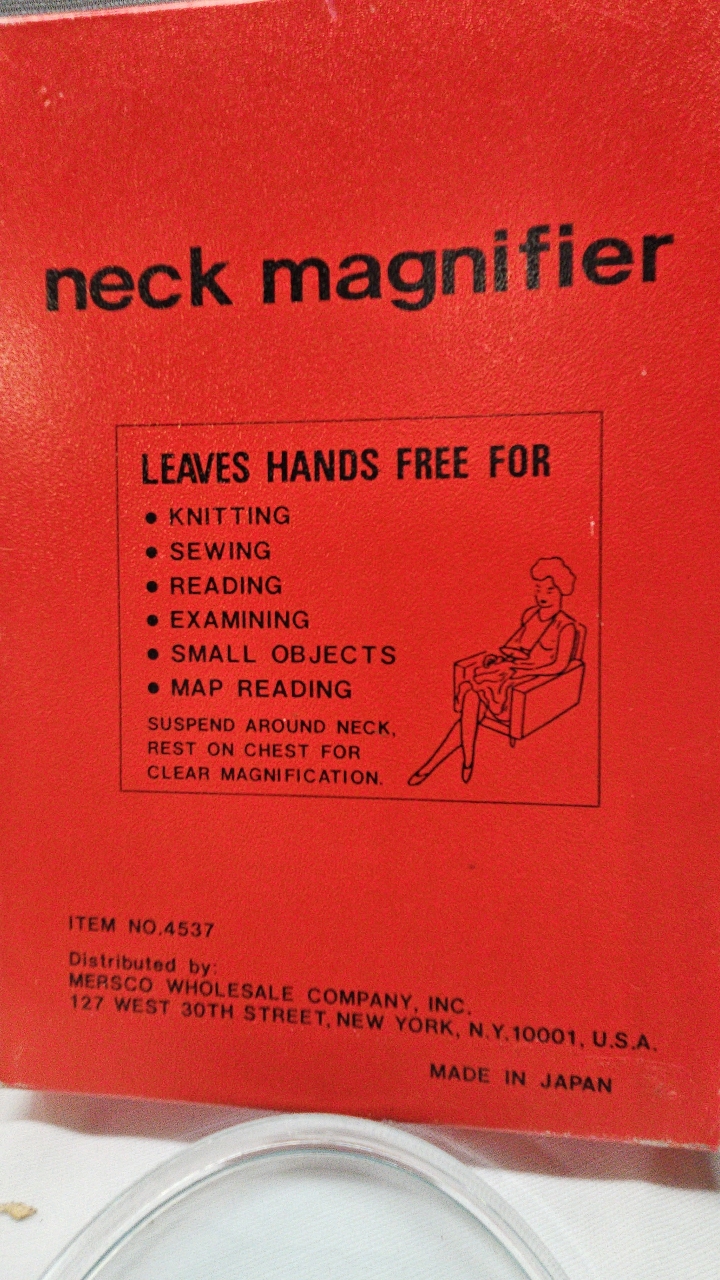 neck magnifier
LEAVES HANDS FREE FOR
• KNITTING
• SEWING
• READING
• EXAMINING
• SMALL OBJECTS
• MAP READING
SUSPEND AROUND NECK,
REST ON CHEST FOR
CLEAR MAGNIFICATION.
ITEM NO.4537
Distributed by:
MERSCO WHOLESALE COMPANY, INC.
127 WEST 30TH STREET, NEW YORK, N.Y.10001, U.S.A.
MADE IN JAPAN